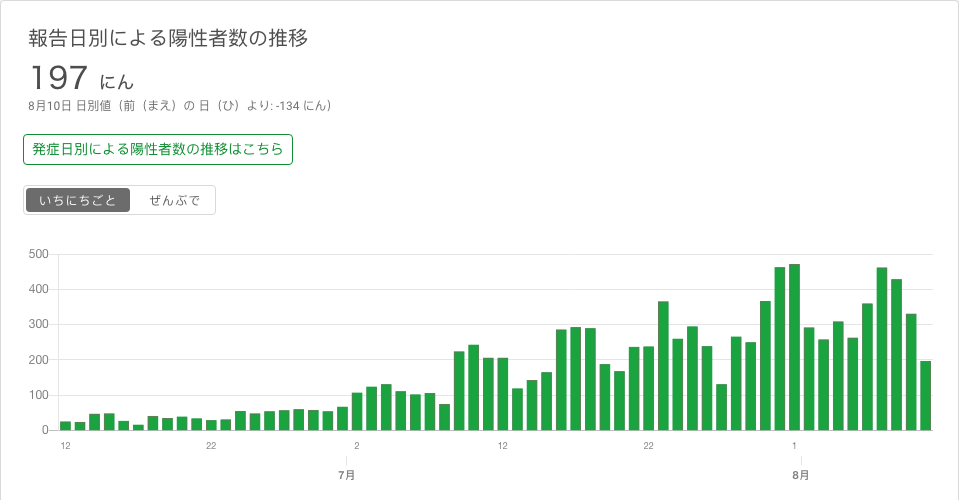 報告日別による陽性者数の推移
197 にん
8月10日 日別値（前（まえ）の 日（ひ）より: -134 にん）
発症日別による陽性者数の推移はこちら
いちにちごと ぜんぶで
500
400
300
200
100
0
12 22 2 12 22 1
7月 8月